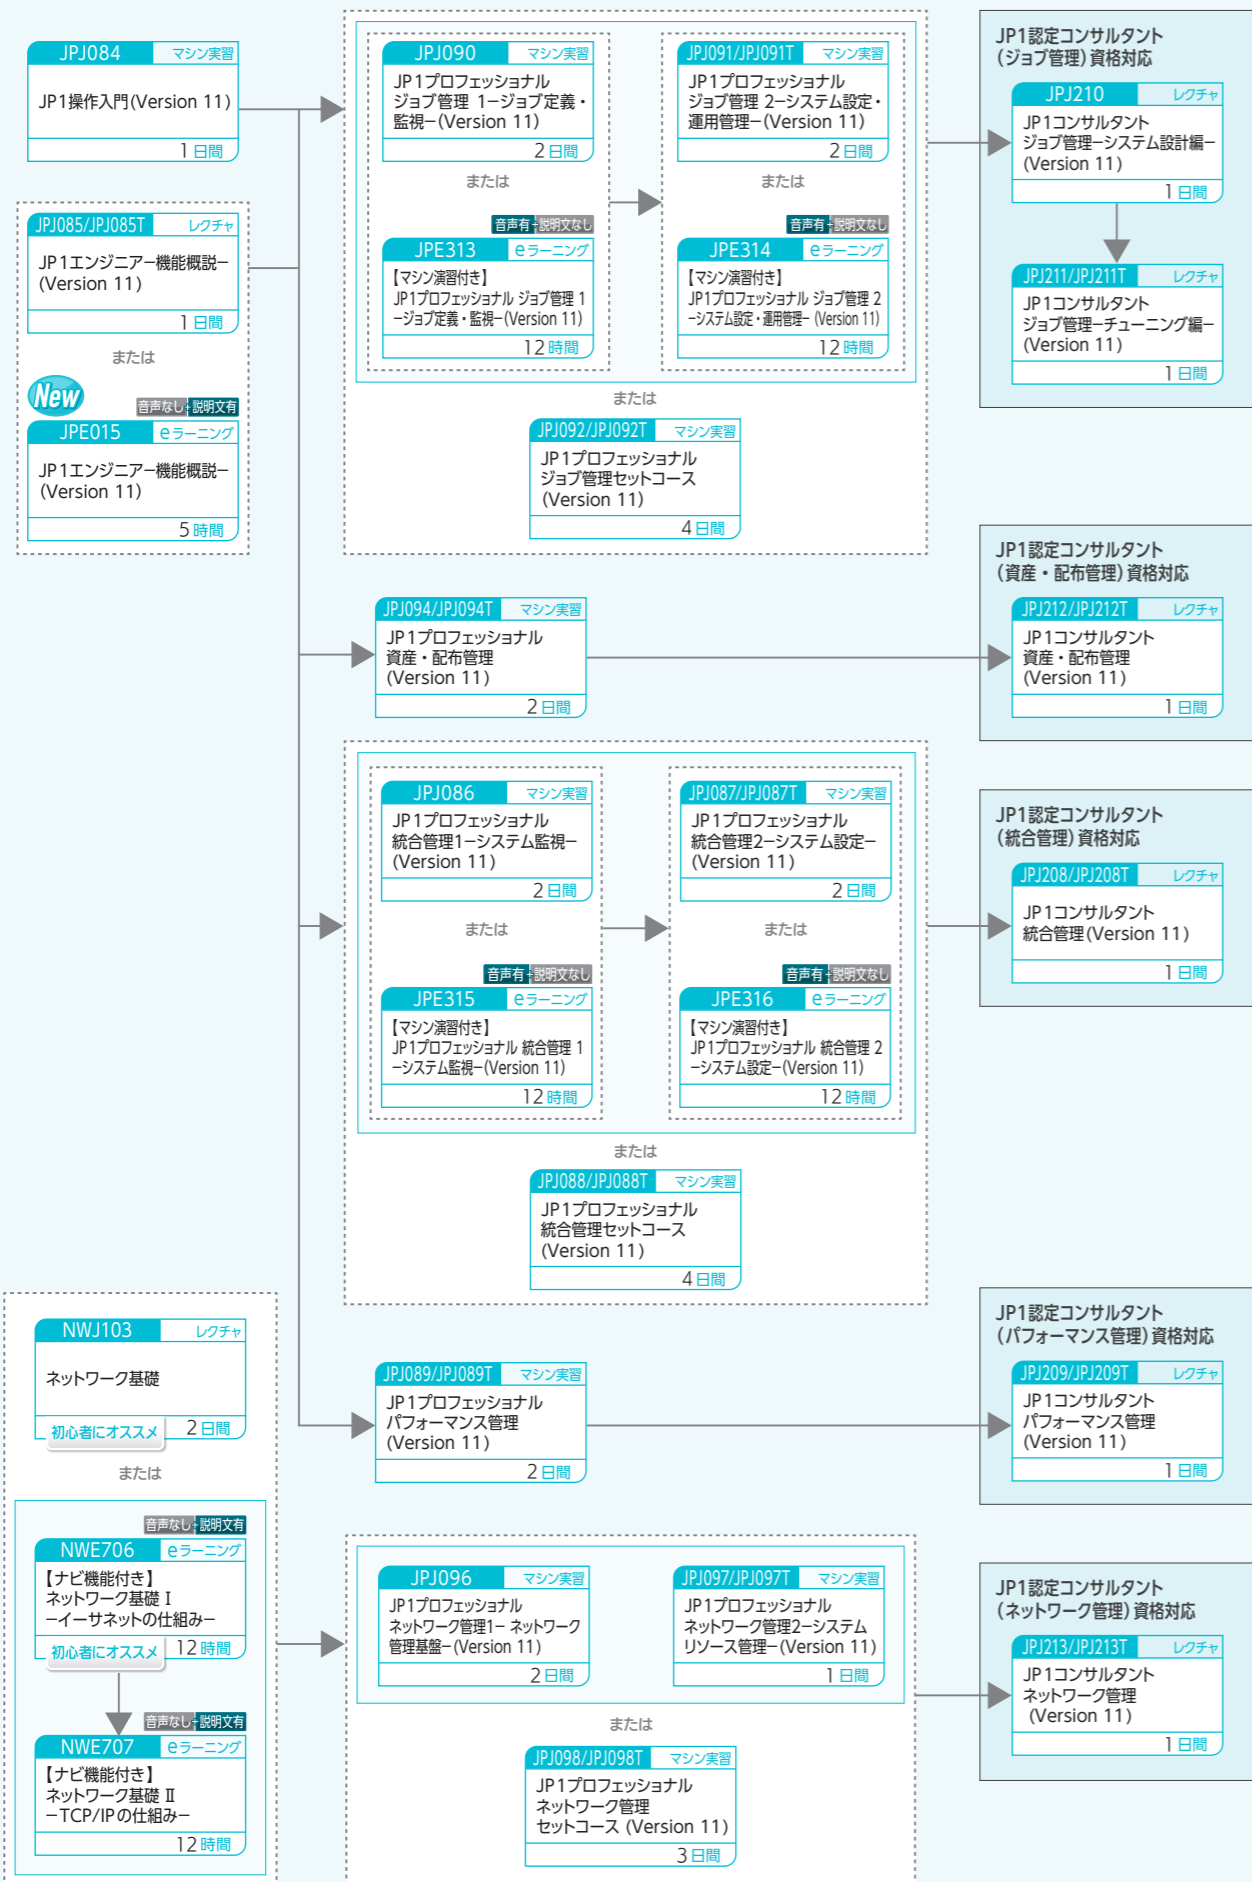 JPJ084 マシン実習
JP1操作入門(Version 11)
1日間
JPJ085/JPJ085T レクチャ
JP1エンジニアー機能概説ー
(Version 11)
1日間
または
New
音声なし+説明文有
JPE015 eラーニング
JP1エンジニアー機能概説ー
(Version 11)
5時間
JPJ090 マシン実習
JP1プロフェッショナル
ジョブ管理 1ージョブ定義・
監視ー(Version 11)
2日間
または
音声有+説明文なし
JPE313 eラーニング
【マシン演習付き】
JP1プロフェッショナル ジョブ管理 1
ージョブ定義・監視ー(Version 11)
12時間
JPJ091/JPJ091T マシン実習
JP1プロフェッショナル
ジョブ管理 2ーシステム設定・
運用管理ー(Version 11)
2日間
または
音声有+説明文なし
JPE314 eラーニング
【マシン演習付き】
JP1プロフェッショナル ジョブ管理 2
ーシステム設定・運用管理ー (Version 11)
12時間
または
JPJ092/JPJ092T マシン実習
JP1プロフェッショナル
ジョブ管理セットコース
(Version 11)
4日間
JP1認定コンサルタント
(ジョブ管理)資格対応
JPJ210 レクチャ
JP1コンサルタント
ジョブ管理ーシステム設計編ー
(Version 11)
1日間
JPJ211/JPJ211T レクチャ
JP1コンサルタント
ジョブ管理ーチューニング編ー
(Version 11)
1日間
JPJ094/JPJ094T マシン実習
JP1プロフェッショナル
資産・配布管理
(Version 11)
2日間
JP1認定コンサルタント
(資産・配布管理)資格対応
JPJ212/JPJ212T レクチャ
JP1コンサルタント
資産・配布管理
(Version 11)
1日間
JPJ086 マシン実習
JP1プロフェッショナル
統合管理1ーシステム監視ー
(Version 11)
2日間
または
音声有+説明文なし
JPE315 eラーニング
【マシン演習付き】
JP1プロフェッショナル 統合管理 1
ーシステム監視ー(Version 11)
12時間
JPJ087/JPJ087T マシン実習
JP1プロフェッショナル
統合管理2ーシステム設定ー
(Version 11)
2日間
または
音声有+説明文なし
JPE316 eラーニング
【マシン演習付き】
JP1プロフェッショナル 統合管理 2
ーシステム設定ー(Version 11)
12時間
または
JPJ088/JPJ088T マシン実習
JP1プロフェッショナル
統合管理セットコース
(Version 11)
4日間
JP1認定コンサルタント
(統合管理)資格対応
JPJ208/JPJ208T レクチャ
JP1コンサルタント
統合管理(Version 11)
1日間
JPJ089/JPJ089T マシン実習
JP1プロフェッショナル
パフォーマンス管理
(Version 11)
2日間
JP1認定コンサルタント
(パフォーマンス管理)資格対応
JPJ209/JPJ209T レクチャ
JP1コンサルタント
パフォーマンス管理
(Version 11)
1日間
NWJ103 レクチャ
ネットワーク基礎
初心者にオススメ 2日間
または
音声なし+説明文有
NWE706 eラーニング
【ナビ機能付き】
ネットワーク基礎 Ⅰ
ーイーサネットの仕組みー
初心者にオススメ 12時間
音声なし+説明文有
NWE707 eラーニング
【ナビ機能付き】
ネットワーク基礎 Ⅱ
ーTCP/IPの仕組みー
12時間
JPJ096 マシン実習
JP1プロフェッショナル
ネットワーク管理1ー ネットワーク
管理基盤ー(Version 11)
2日間
JPJ097/JPJ097T マシン実習
JP1プロフェッショナル
ネットワーク管理2ーシステム
リソース管理ー(Version 11)
1日間
または
JPJ098/JPJ098T マシン実習
JP1プロフェッショナル
ネットワーク管理
セットコース (Version 11)
3日間
JP1認定コンサルタント
(ネットワーク管理)資格対応
JPJ213/JPJ213T レクチャ
JP1コンサルタント
ネットワーク管理
(Version 11)
1日間